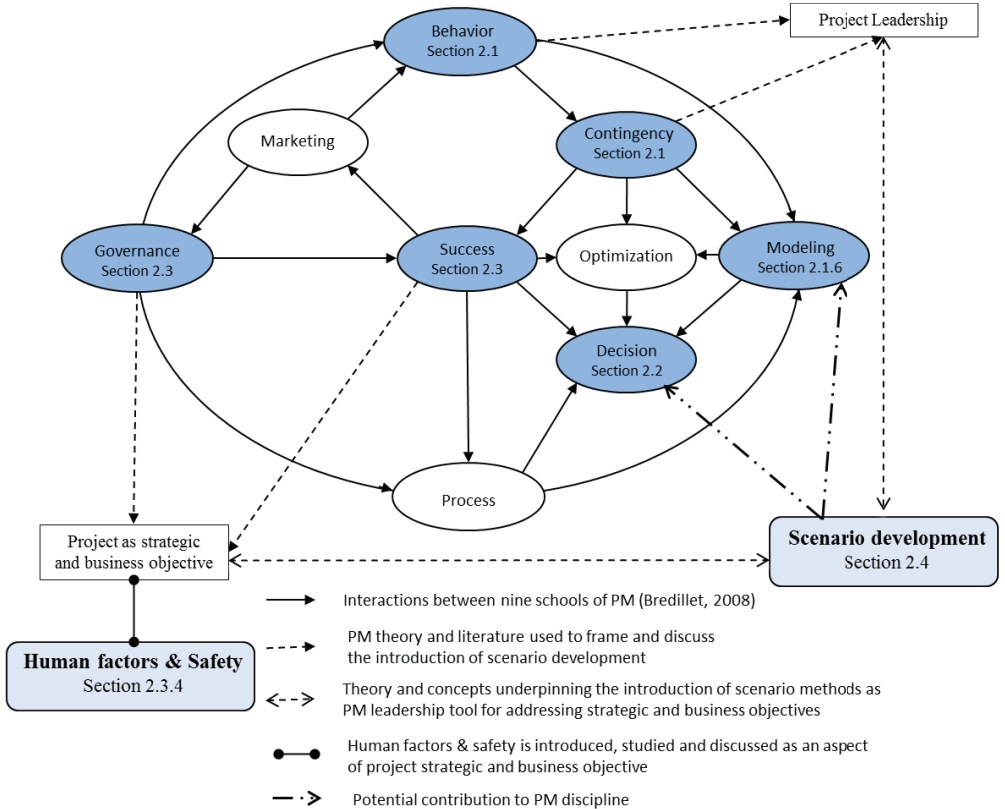 Behavior
Section 2.1
Project Leadership
Marketing
Contingency
Section 2.1
Governance
Section 2.3
Success
Section 2.3
Optimization
Modeling
Section 2.1.6
Decision
Section 2.2
Process
Project as strategic
and business objective
Scenario development
Section 2.4
Human factors & Safety
Section 2.3.4
Interactions between nine schools of PM (Bredillet, 2008)
PM theory and literature used to frame and discuss
the introduction of scenario development
Theory and concepts underpinning the introduction of scenario methods as
PM leadership tool for addressing strategic and business objectives
Human factors & safety is introduced, studied and discussed as an aspect
of project strategic and business objective
Potential contribution to PM discipline